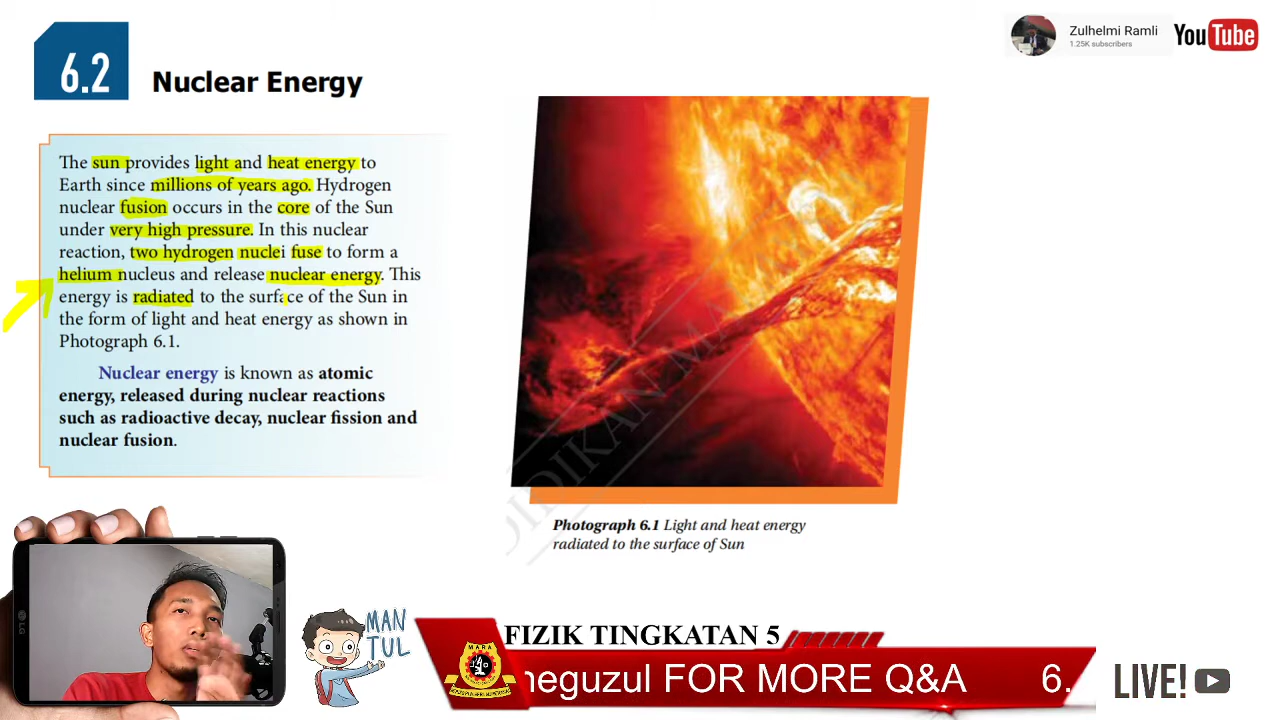 6.2
Nuclear Energy
Zulhelmi Ramli
1.25K subscribers
YouTube
The sun provides light and heat energy to
Earth since millions of years ago. Hydrogen
nuclear fusion occurs in the core of the Sun
under very high pressure. In this nuclear
reaction, two hydrogen nuclei fuse to form a
helium nucleus and release nuclear energy. This
energy is radiated to the surface of the Sun in
the form of light and heat energy as shown in
Photograph 6.1.
Nuclear energy is known as atomic
energy, released during nuclear reactions
such as radioactive decay, nuclear fission and
nuclear fusion.
Photograph 6.1 Light and heat energy
radiated to the surface of Sun
LG
MAN
TUL
FIZIK TINGKATAN 5
MARA
neguzul FOR MORE Q&A 6.
LIVE!